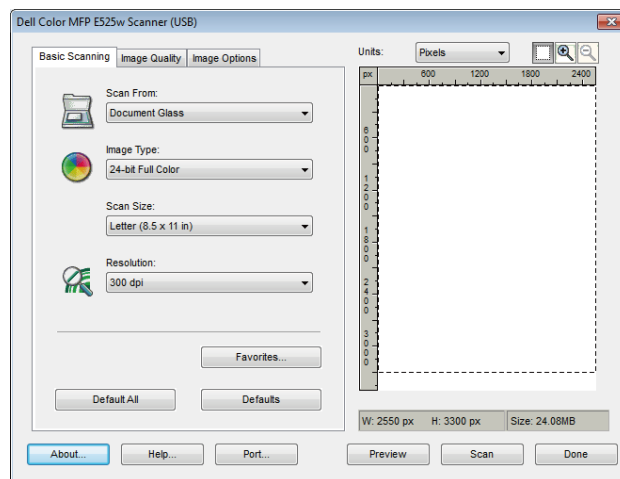 Dell Color MFP E525w Scanner (USB)
Basic Scanning Image Quality Image Options
Scan From:
Document Glass
Image Type:
24-bit Full Color
Scan Size:
Letter (8.5 x 11 in)
Resolution:
300 dpi
Favorites...
Default All Defaults
About... Help... Port...
Units: Pixels
px 600 1200 1800 2400
600
1200
1800
2400
3000
W: 2550 px H: 3300 px Size: 24.08MB
Preview Scan Done